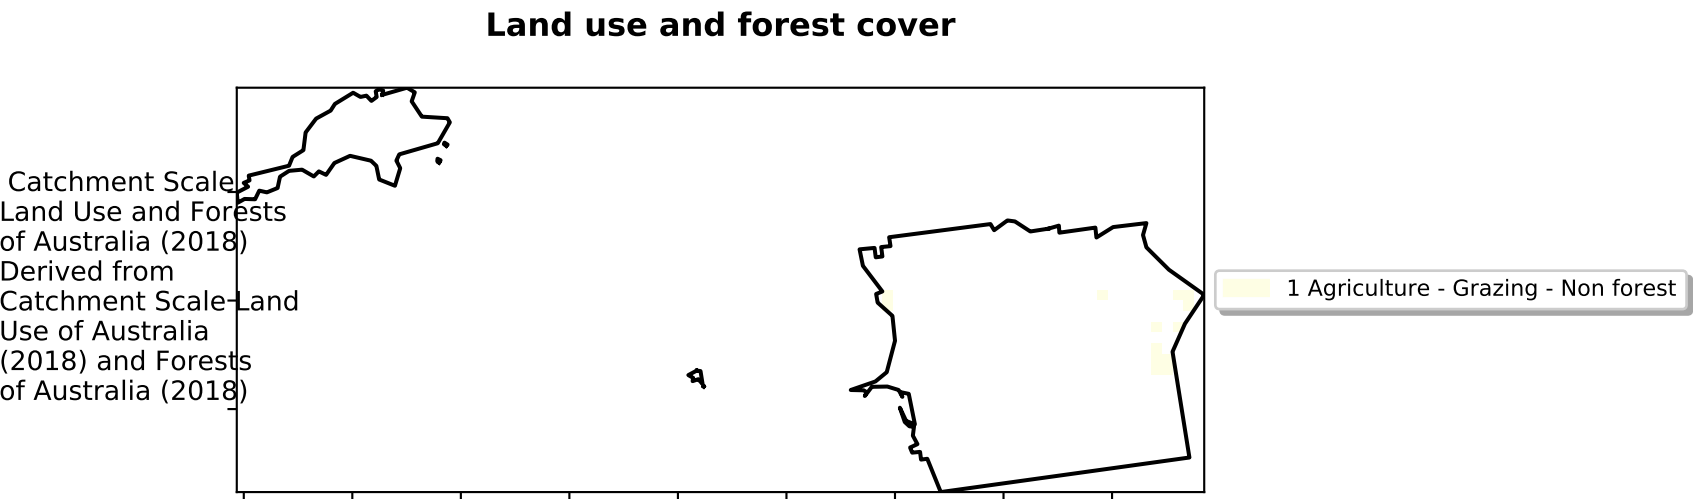 Land use and forest cover
Catchment Scale
Land Use and Forests
of Australia (2018)
Derived from
Catchment Scale Land
Use of Australia
(2018) and Forests
of Australia (2018)
1 Agriculture - Grazing - Non forest